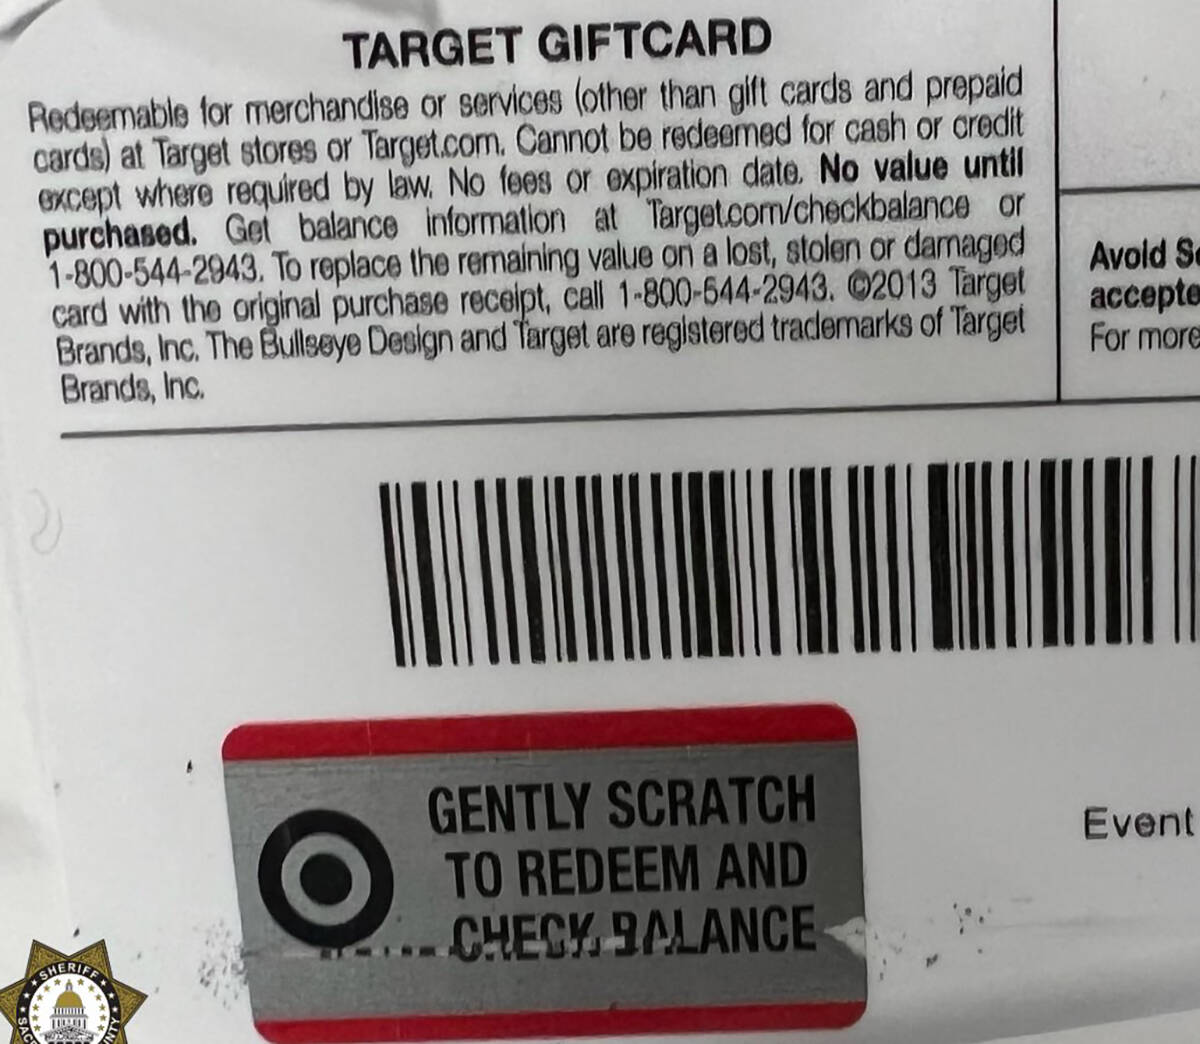 TARGET GIFTCARD
Redeemable for merchandise or services (other than gift cards and prepaid
cards) at Target stores or Target.com. Cannot be redeemed for cash or credit
except where required by law. No fees or expiration date. No value until
purchased. Get balance information at Target.com/checkbalance or
1-800-544-2943. To replace the remaining value on a lost, stolen or damaged
card with the original purchase receipt, call 1-800-544-2943. ©2013 Target
Brands, Inc. The Bullseye Design and Target are registered trademarks of Target
Brands, Inc.
Avoid
accepte
For more
GENTLY SCRATCH
TO REDEEM AND
CHECK BALANCE
Event
SHERIFF